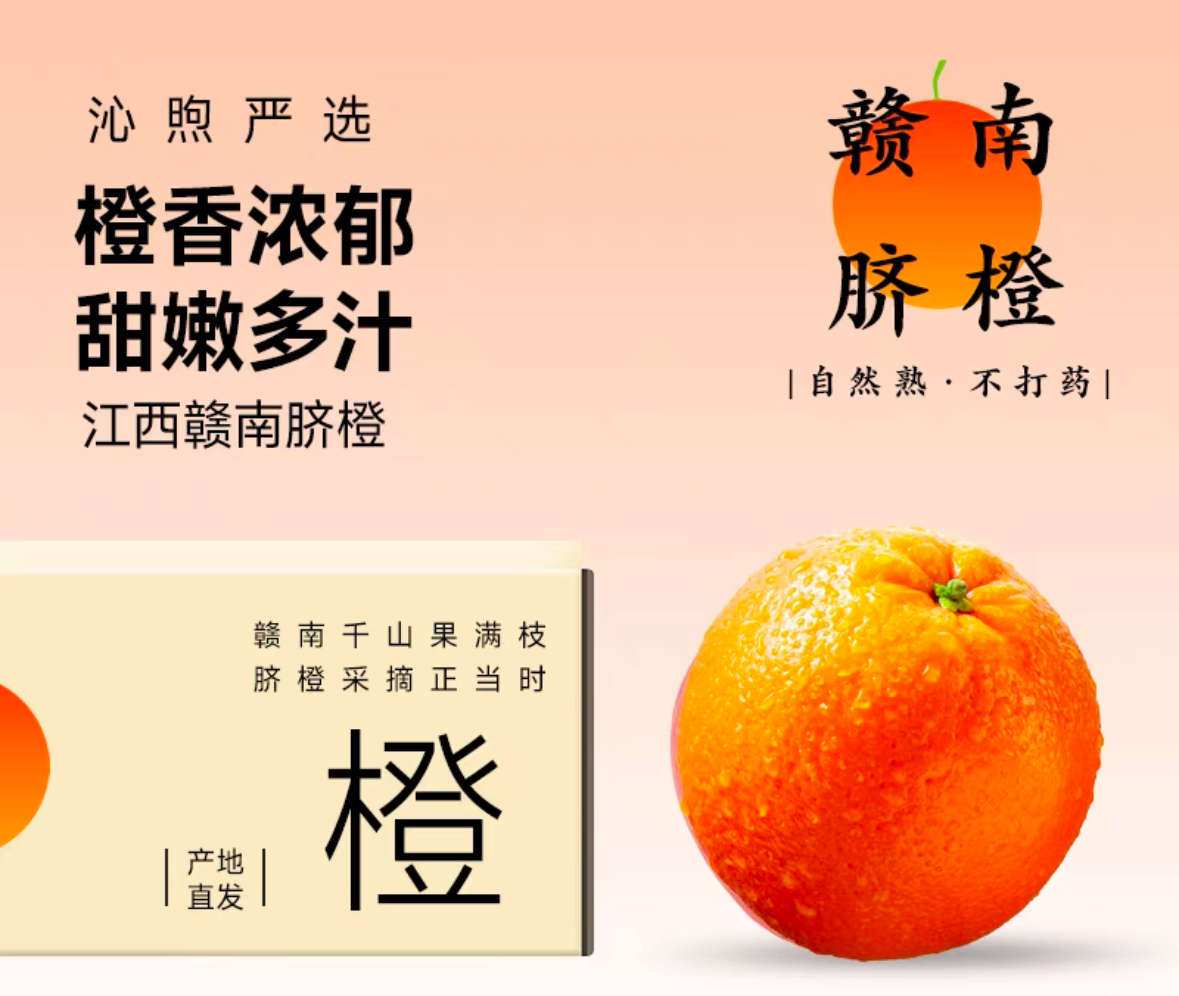 沁煦严选
橙香浓郁
甜嫩多汁
江西赣南脐橙
赣南
脐橙
|自然熟·不打药|
赣南千山果满枝
脐橙采摘正当时
橙
产地
直发